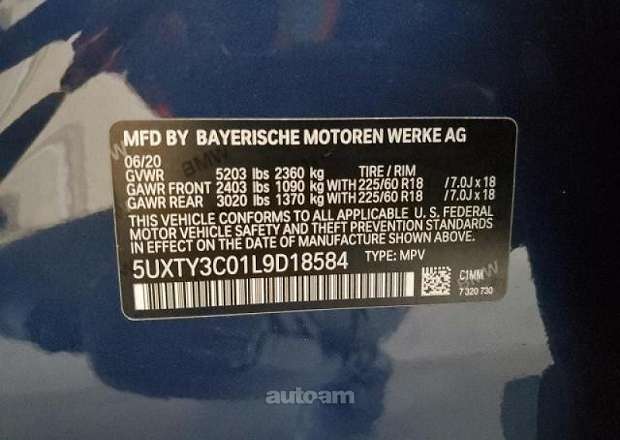 MFD BY BAYERISCHE MOTOREN WERKE AG
06/20
GVWR 5203 lbs 2360 kg TIRE / RIM
GAWR FRONT 2403 lbs 1090 kg WITH 225/60 R18 /7.0J x 18
GAWR REAR 3020 lbs 1370 kg WITH 225/60 R18 /7.0J x 18
THIS VEHICLE CONFORMS TO ALL APPLICABLE U. S. FEDERAL
MOTOR VEHICLE SAFETY AND THEFT PREVENTION STANDARDS
IN EFFECT ON THE DATE OF MANUFACTURE SHOWN ABOVE.
5UXTY3C01L9D18584 TYPE: MPV
C1MM
7 320 730
autoam